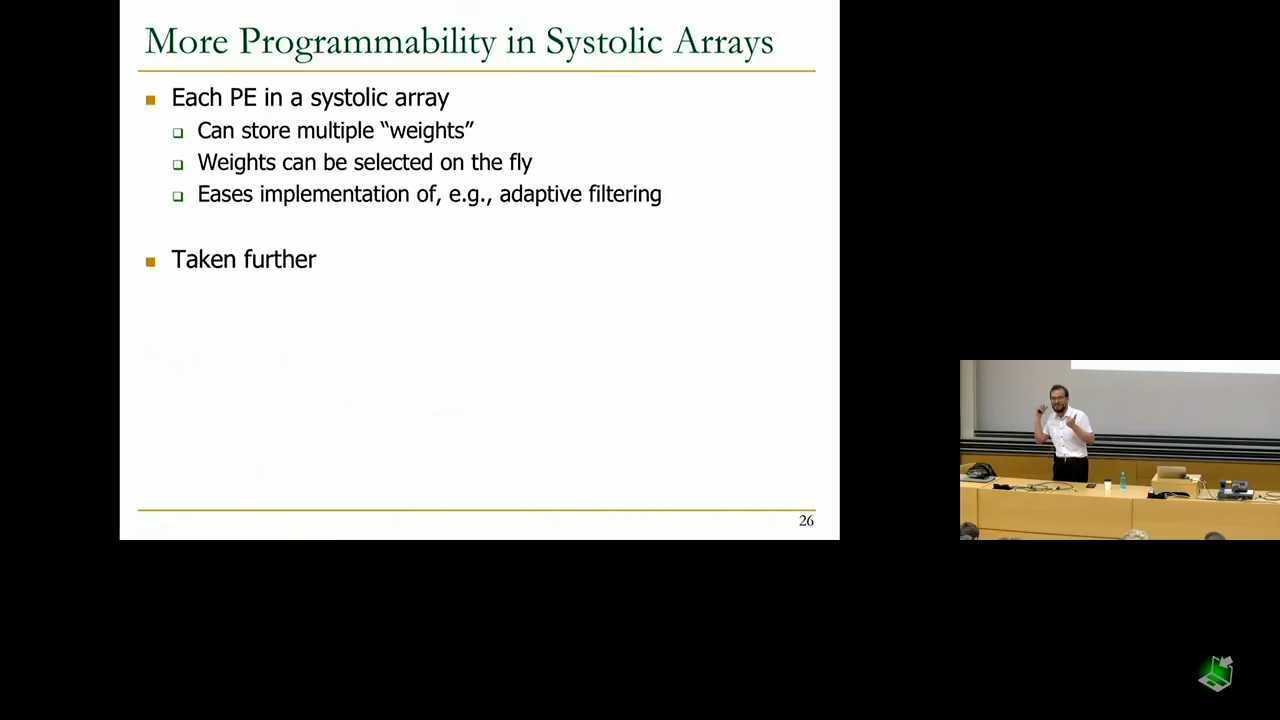 More Programmability in Systolic Arrays
Each PE in a systolic array
Can store multiple “weights”
Weights can be selected on the fly
Eases implementation of, e.g., adaptive filtering
Taken further
26